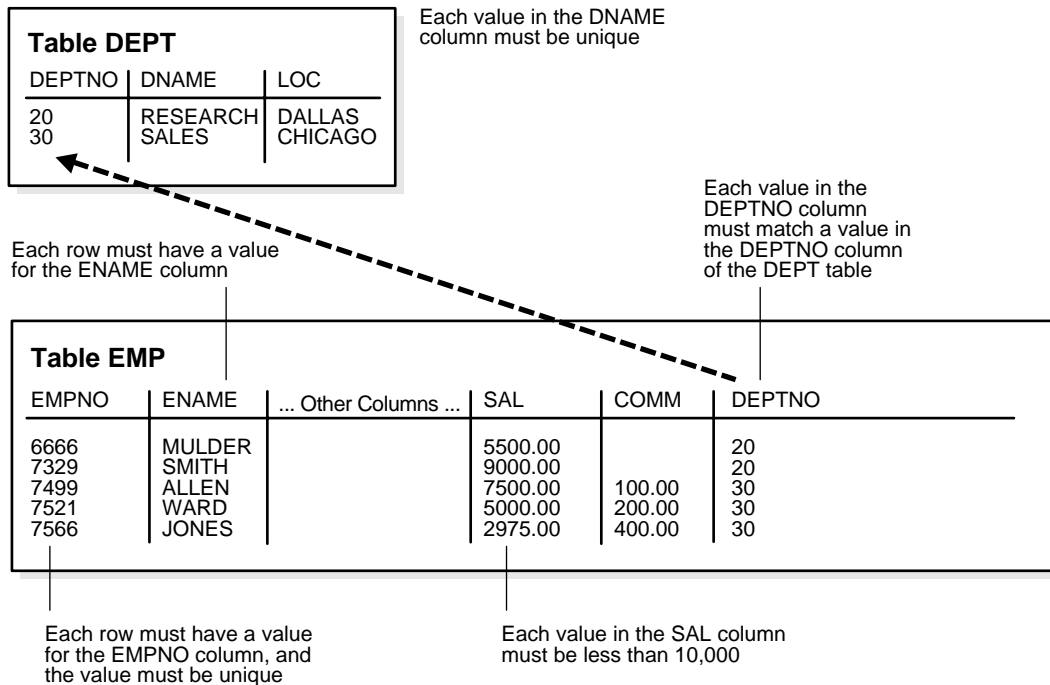 Each value in the DNAME
column must be unique
Table DEPT
DEPTNO DNAME LOC
20 RESEARCH DALLAS
30 SALES CHICAGO
Each value in the
DEPTNO column
must match a value in
the DEPTNO column
of the DEPT table
Each row must have a value
for the ENAME column
Table EMP
EMPNO ENAME ... Other Columns ... SAL COMM DEPTNO
6666 MULDER 5500.00 20
7329 SMITH 9000.00 20
7499 ALLEN 7500.00 100.00 30
7521 WARD 5000.00 200.00 30
7566 JONES 2975.00 400.00 30
Each row must have a value
for the EMPNO column, and
the value must be unique
Each value in the SAL column
must be less than 10,000